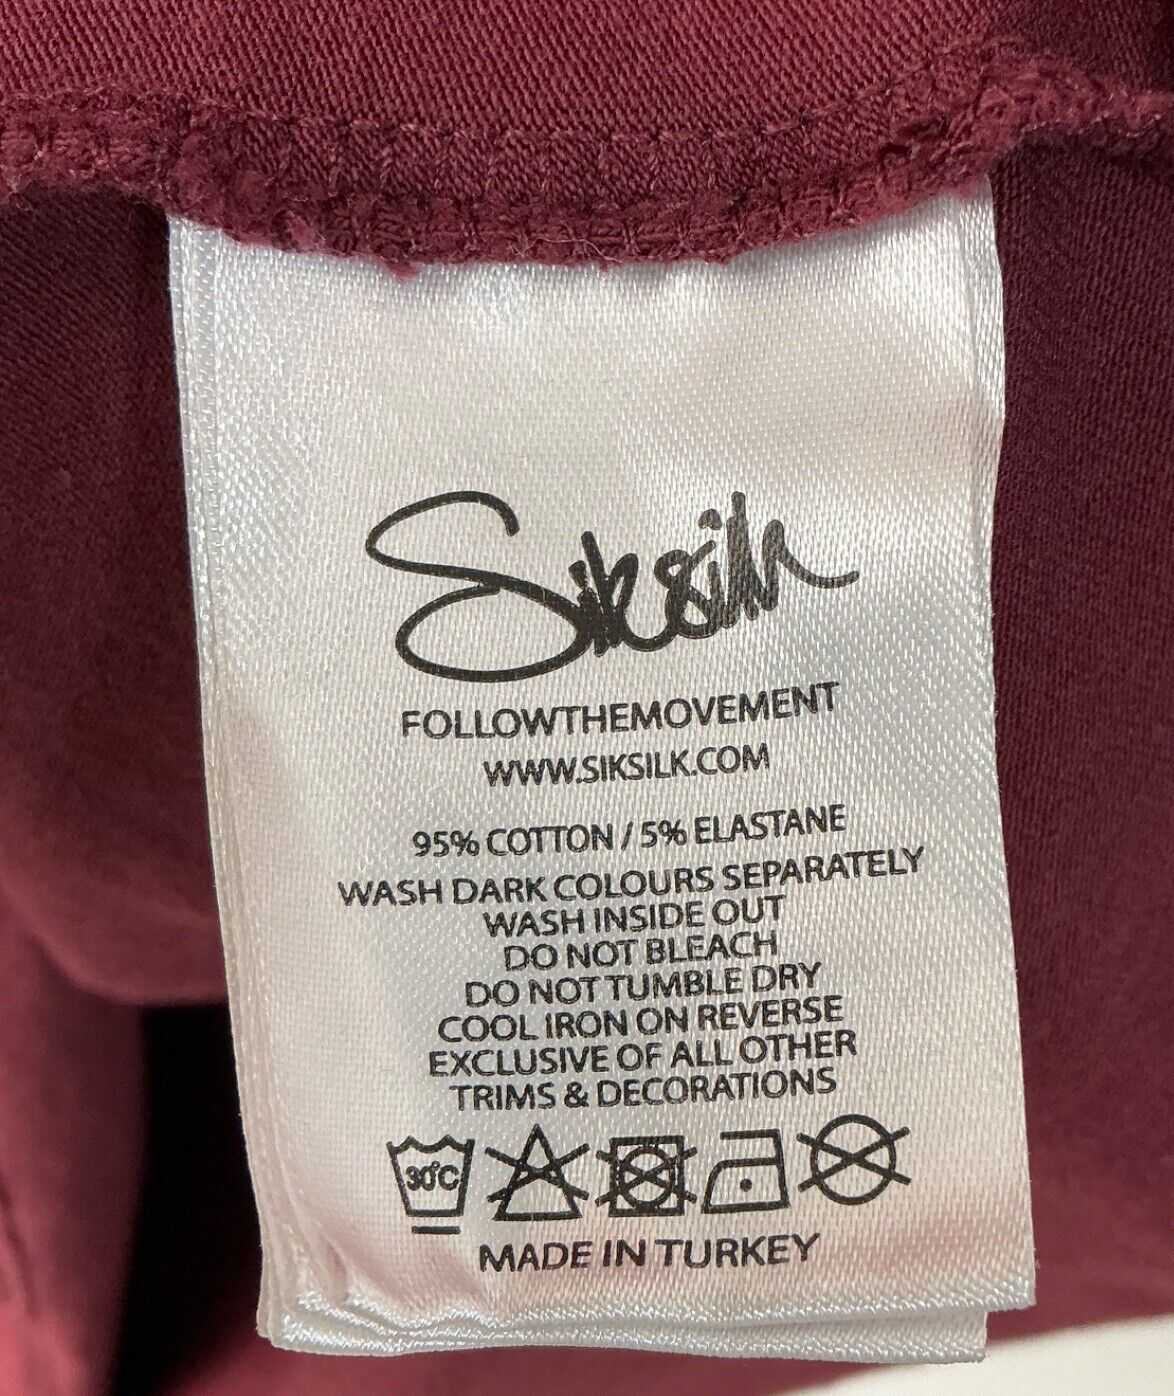 SikSilk
FOLLOWTHEMOVEMENT
WWW.SIKSILK.COM
95% COTTON / 5% ELASTANE
WASH DARK COLOURS SEPARATELY
WASH INSIDE OUT
DO NOT BLEACH
DO NOT TUMBLE DRY
COOL IRON ON REVERSE
EXCLUSIVE OF ALL OTHER
TRIMS & DECORATIONS
30°C
MADE IN TURKEY